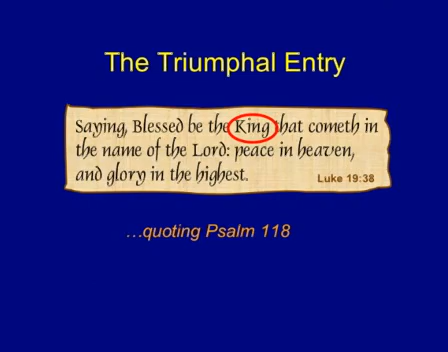 The Triumphal Entry
Saying, Blessed be the King that cometh in
the name of the Lord: peace in heaven,
and glory in the highest.
Luke 19:38
…quoting Psalm 118